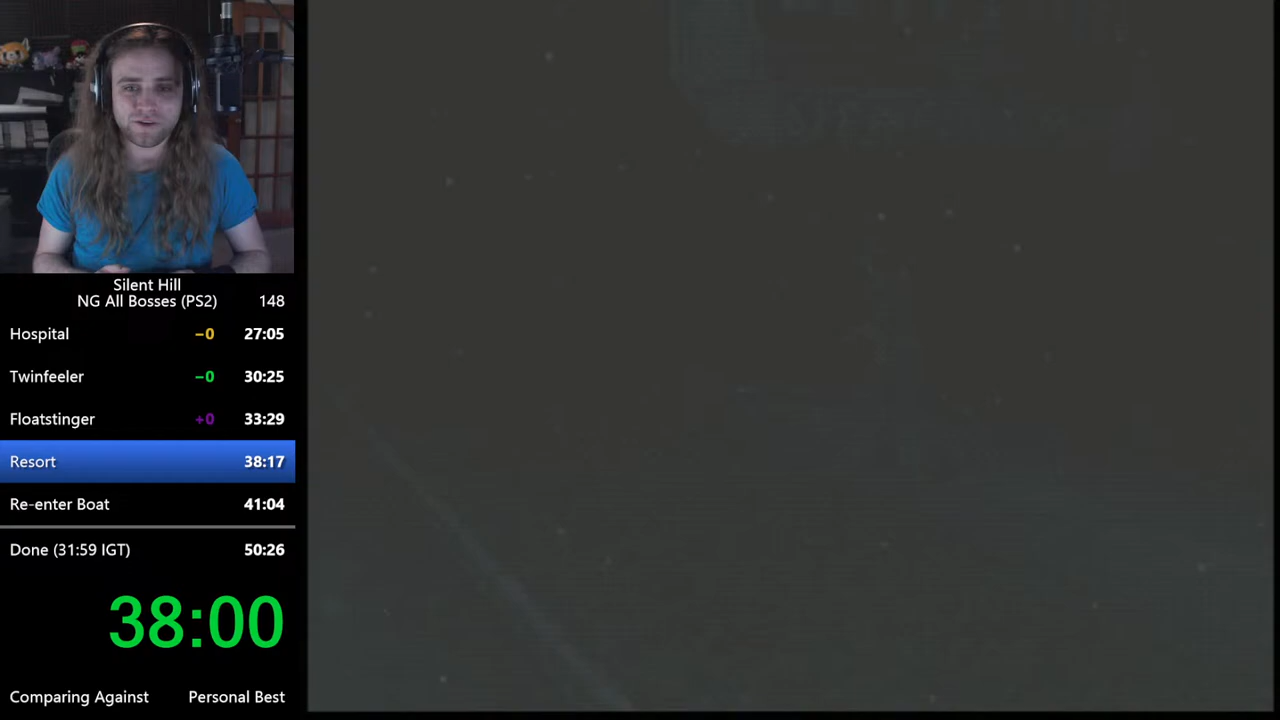 Silent Hill
NG All Bosses (PS2) 148
Hospital −0 27:05
Twinfeeler −0 30:25
Floatstinger +0 33:29
Resort 38:17
Re-enter Boat 41:04
Done (31:59 IGT) 50:26
38:00
Comparing Against Personal Best